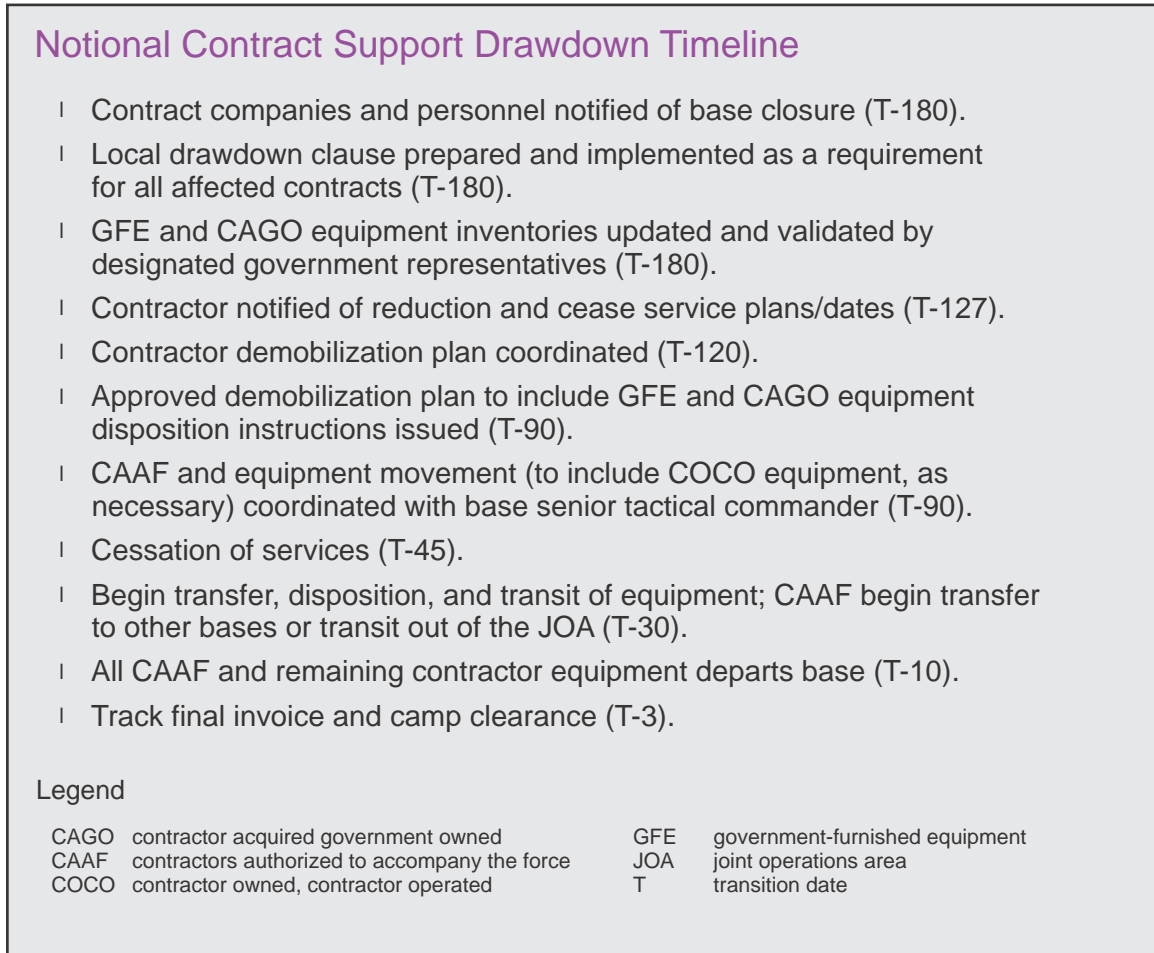 Notional Contract Support Drawdown Timeline
l Contract companies and personnel notified of base closure (T-180).
l Local drawdown clause prepared and implemented as a requirement
for all affected contracts (T-180).
l GFE and CAGO equipment inventories updated and validated by
designated government representatives (T-180).
l Contractor notified of reduction and cease service plans/dates (T-127).
l Contractor demobilization plan coordinated (T-120).
l Approved demobilization plan to include GFE and CAGO equipment
disposition instructions issued (T-90).
l CAAF and equipment movement (to include COCO equipment, as
necessary) coordinated with base senior tactical commander (T-90).
l Cessation of services (T-45).
l Begin transfer, disposition, and transit of equipment; CAAF begin transfer
to other bases or transit out of the JOA (T-30).
l All CAAF and remaining contractor equipment departs base (T-10).
l Track final invoice and camp clearance (T-3).
Legend
CAGO contractor acquired government owned
CAAF contractors authorized to accompany the force
COCO contractor owned, contractor operated
GFE government-furnished equipment
JOA joint operations area
T transition date